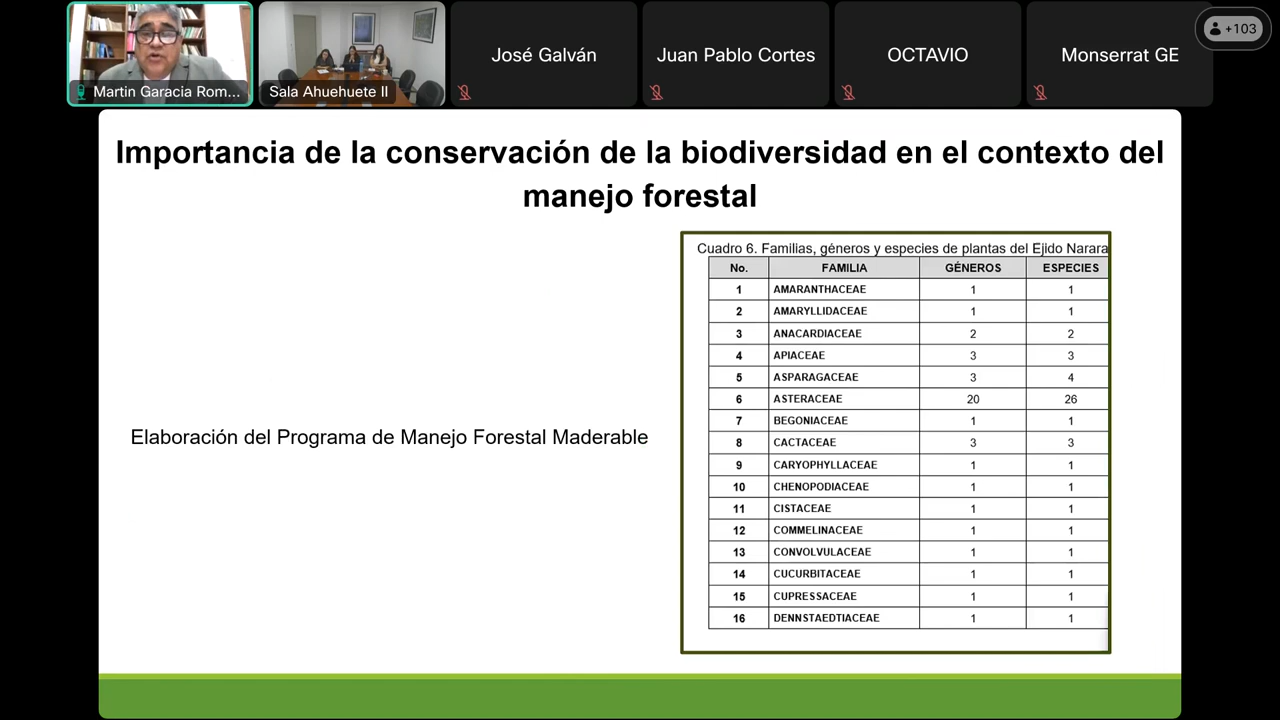 Martin Garacia Rom...
Sala Ahuehuete II
José Galván
Juan Pablo Cortes
OCTAVIO
Monserrat GE
+103
Importancia de la conservación de la biodiversidad en el contexto del
manejo forestal
Elaboración del Programa de Manejo Forestal Maderable
Cuadro 6. Familias, géneros y especies de plantas del Ejido Narara
No. FAMILIA GÉNEROS ESPECIES
1 AMARANTHACEAE 1 1
2 AMARYLLIDACEAE 1 1
3 ANACARDIACEAE 2 2
4 APIACEAE 3 3
5 ASPARAGACEAE 3 4
6 ASTERACEAE 20 26
7 BEGONIACEAE 1 1
8 CACTACEAE 3 3
9 CARYOPHYLLACEAE 1 1
10 CHENOPODIACEAE 1 1
11 CISTACEAE 1 1
12 COMMELINACEAE 1 1
13 CONVOLVULACEAE 1 1
14 CUCURBITACEAE 1 1
15 CUPRESSACEAE 1 1
16 DENNSTAEDTIACEAE 1 1